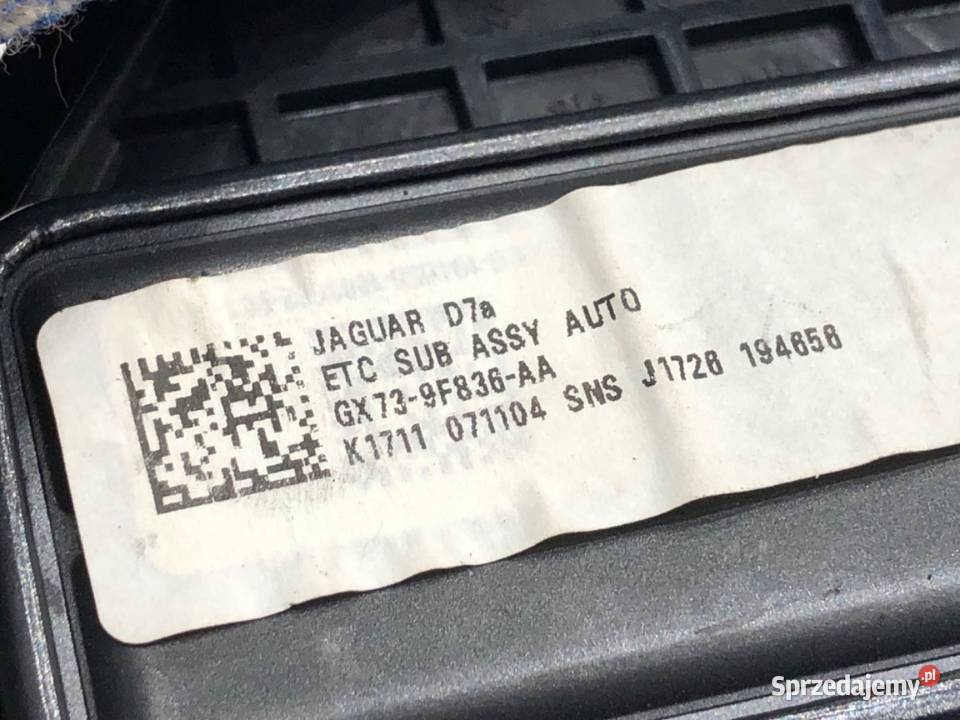 JAGUAR D7a
ETC SUB ASSY AUTO
GX73-9F836-AA
K1711 071104 SNS J1728 194658
Sprzedajemy.pl